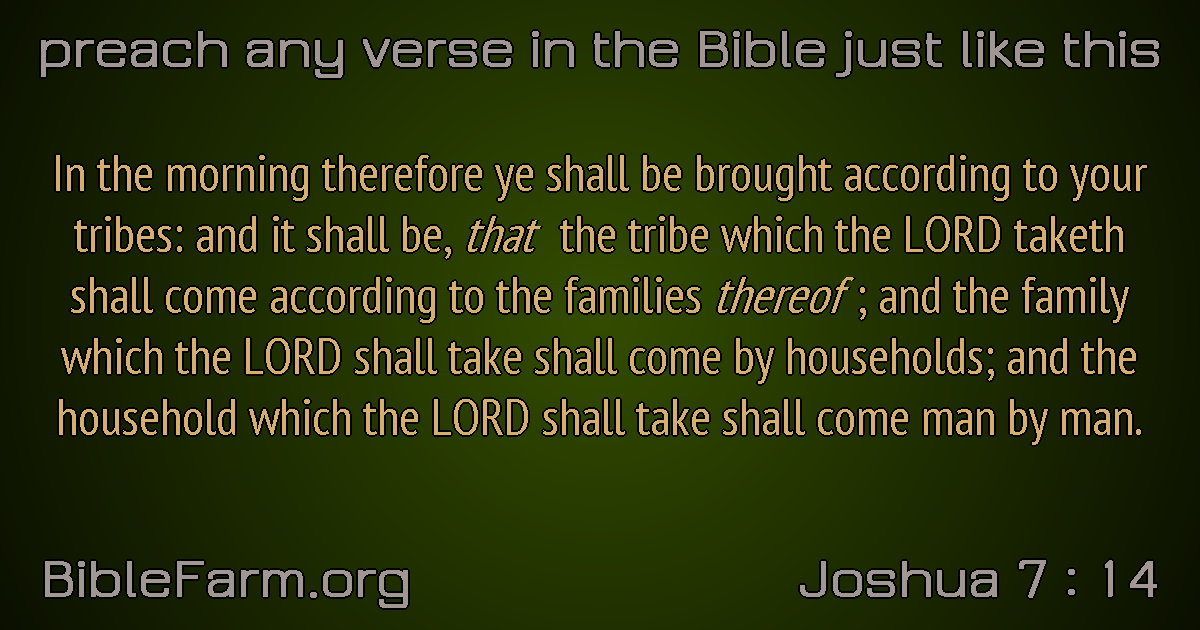 preach any verse in the Bible just like this
In the morning therefore ye shall be brought according to your
tribes: and it shall be, that the tribe which the LORD taketh
shall come according to the families thereof ; and the family
which the LORD shall take shall come by households; and the
household which the LORD shall take shall come man by man.
BibleFarm.org
Joshua 7 : 14